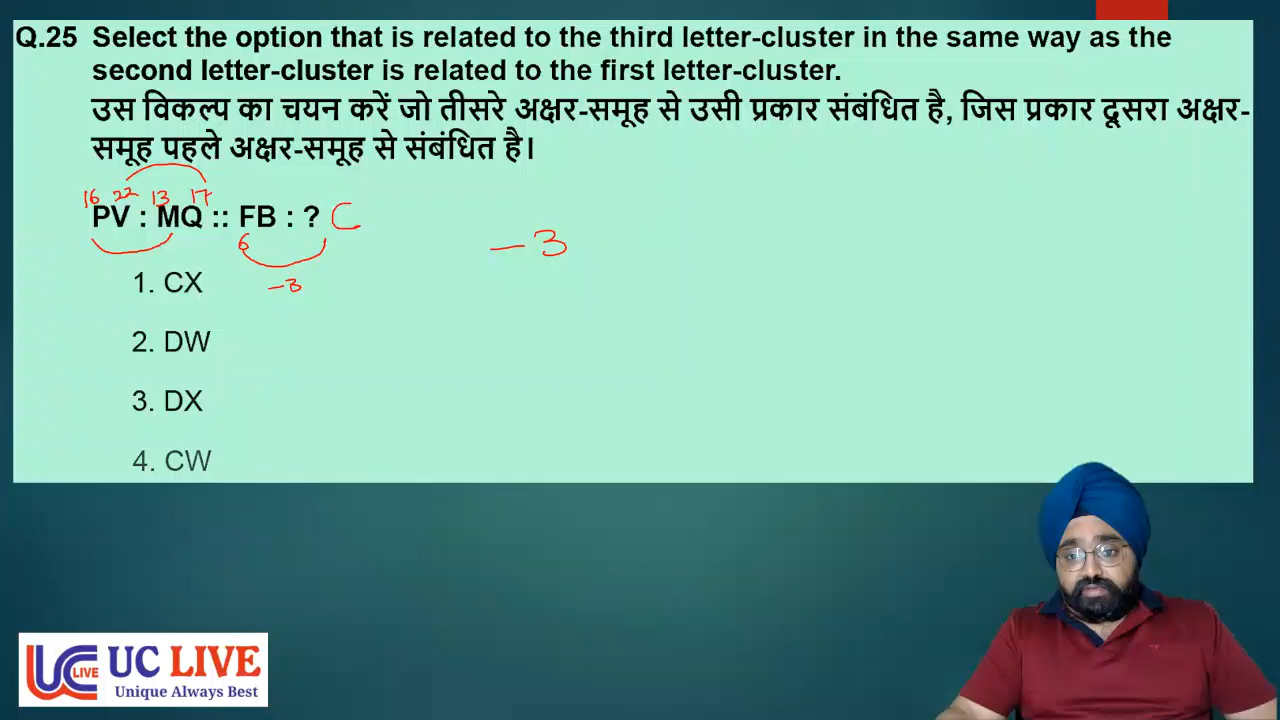 Q.25 Select the option that is related to the third letter-cluster in the same way as the
second letter-cluster is related to the first letter-cluster.
उस विकल्प का चयन करें जो तीसरे अक्षर-समूह से उसी प्रकार संबंधित है, जिस प्रकार दूसरा अक्षर-
समूह पहले अक्षर-समूह से संबंधित है।
16 22 13 17
PV : MQ :: FB : ? C
6
-3
-3
1. CX
2. DW
3. DX
4. CW
UC LIVE
LIVE
Unique Always Best